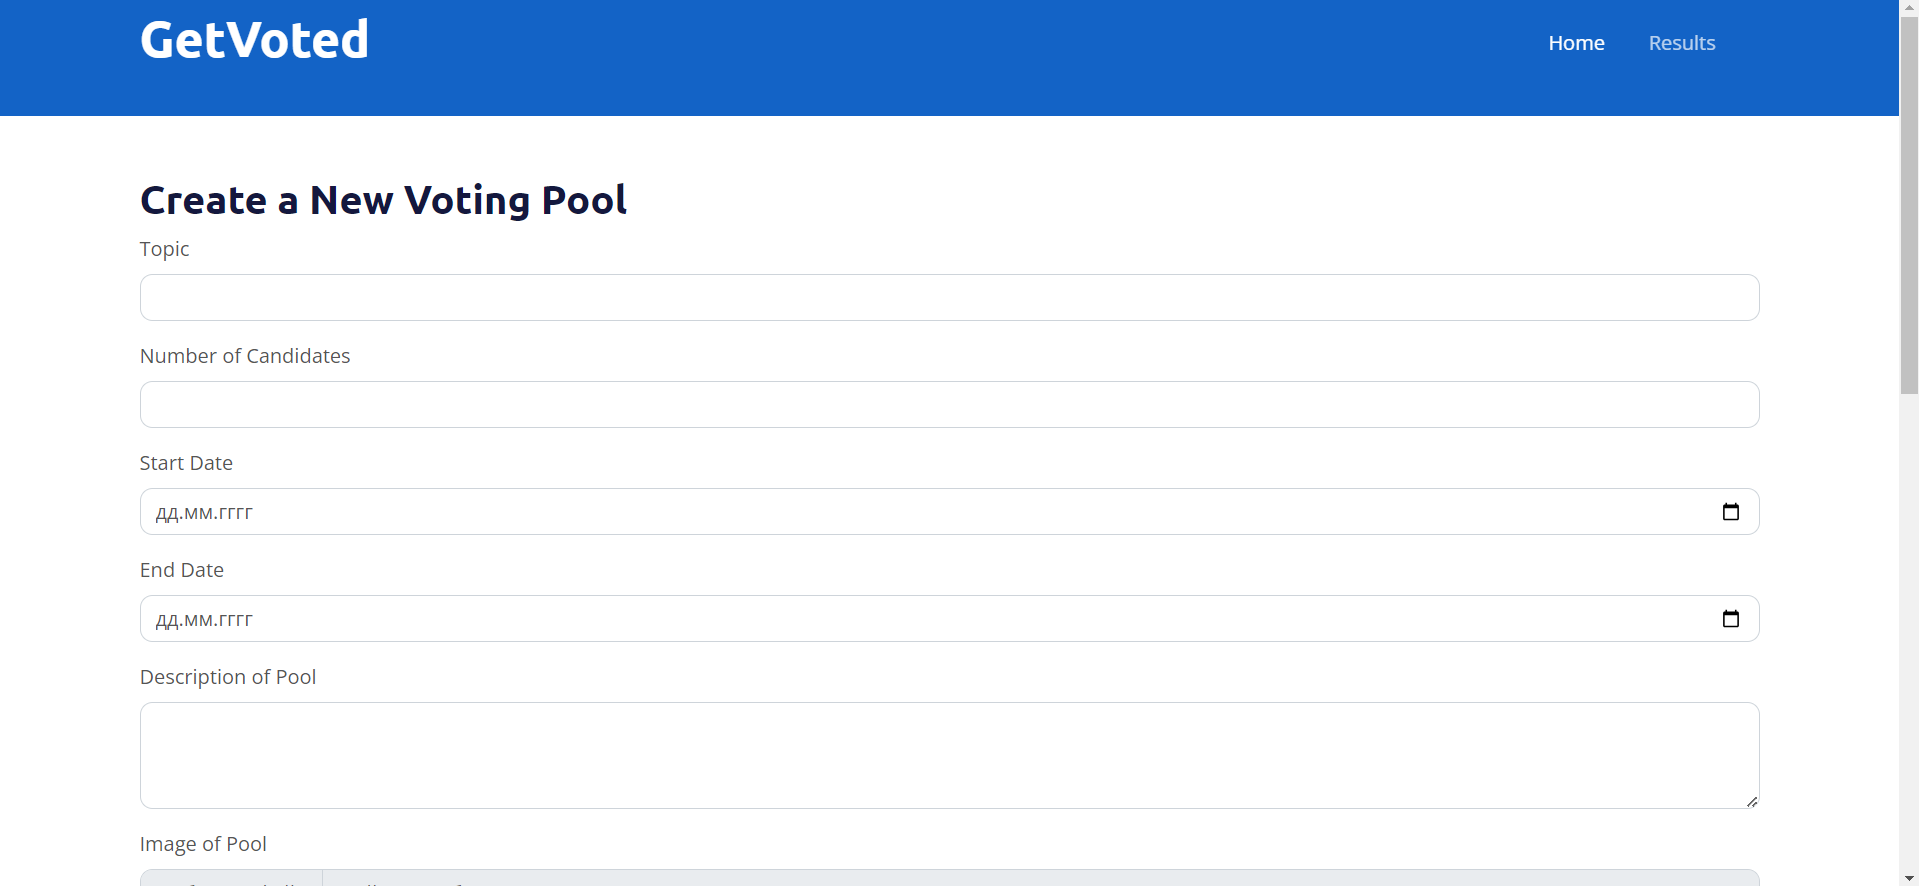 GetVoted
Home
Results
Create a New Voting Pool
Topic
Number of Candidates
Start Date
дд.мм.гггг
End Date
дд.мм.гггг
Description of Pool
Image of Pool